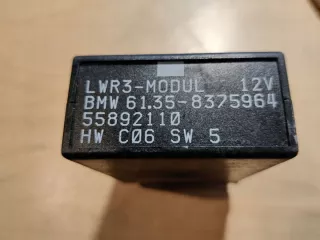 LWR3-MODUL 12V
BMW 61.35-8375964
55892110
HW C06 SW 5